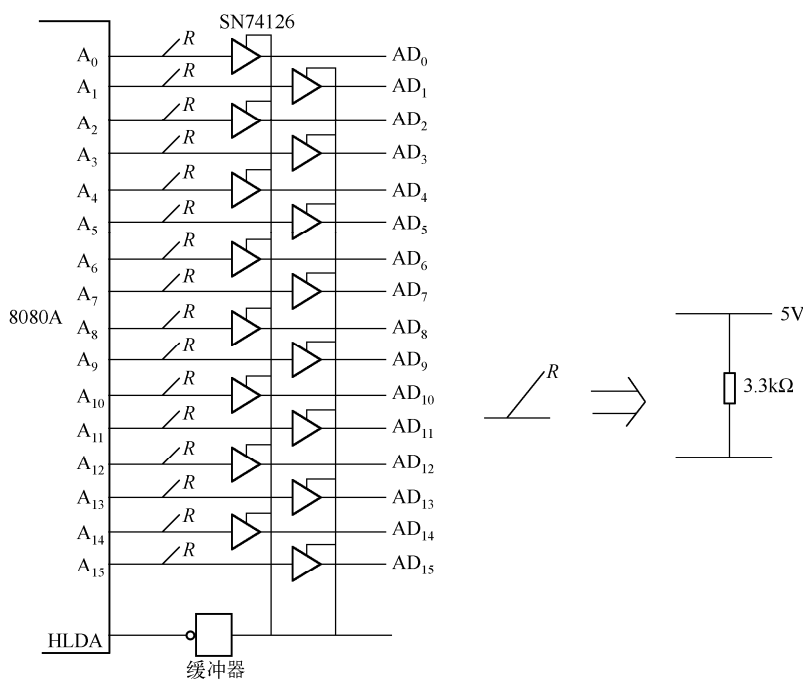 SN74126
A₀ R AD₀
A₁ R AD₁
A₂ R AD₂
A₃ R AD₃
A₄ R AD₄
A₅ R AD₅
A₆ R AD₆
A₇ R AD₇
8080A
A₈ R AD₈
A₉ R AD₉
A₁₀ R AD₁₀
A₁₁ R AD₁₁
A₁₂ R AD₁₂
A₁₃ R AD₁₃
A₁₄ R AD₁₄
A₁₅ R AD₁₅
HLDA
缓冲器
R
5V
3.3kΩ